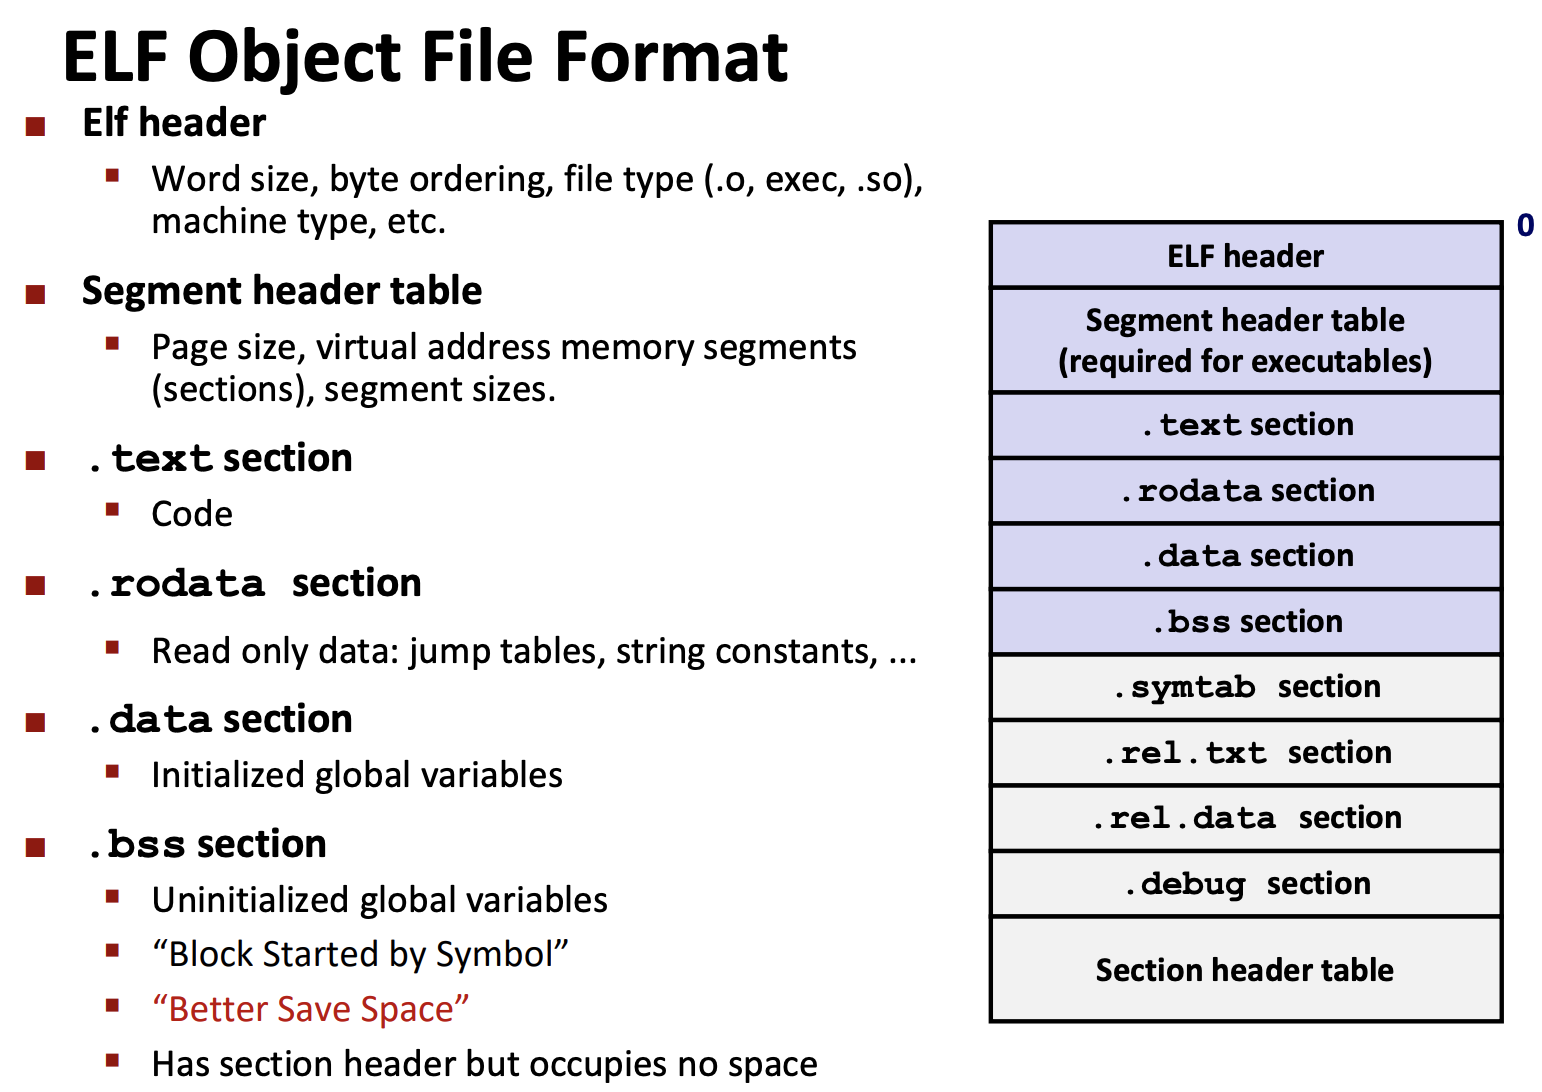 ELF Object File Format
Elf header
Word size, byte ordering, file type (.o, exec, .so),
machine type, etc.
Segment header table
Page size, virtual address memory segments
(sections), segment sizes.
.text section
Code
.rodata section
Read only data: jump tables, string constants, ...
.data section
Initialized global variables
.bss section
Uninitialized global variables
“Block Started by Symbol”
“Better Save Space”
Has section header but occupies no space
0
ELF header
Segment header table
(required for executables)
.text section
.rodata section
.data section
.bss section
.symtab section
.rel.txt section
.rel.data section
.debug section
Section header table